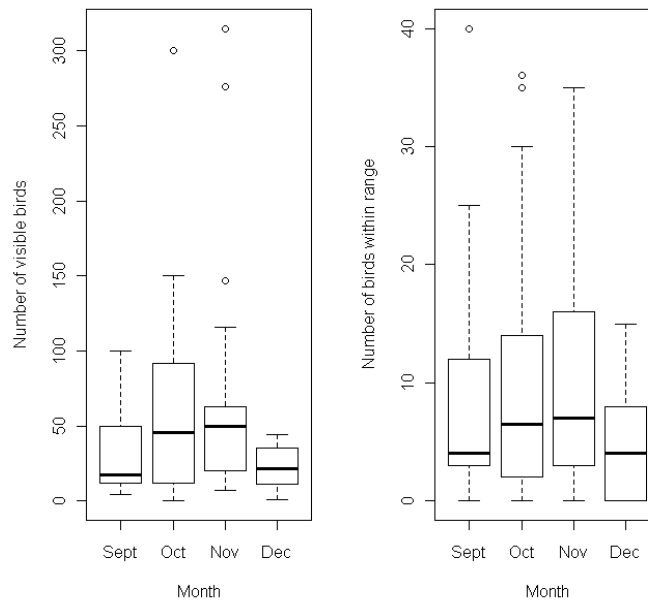 Number of visible birds
300
250
200
150
100
50
0
Sept Oct Nov Dec
Month
Number of birds within range
40
30
20
10
0
Sept Oct Nov Dec
Month